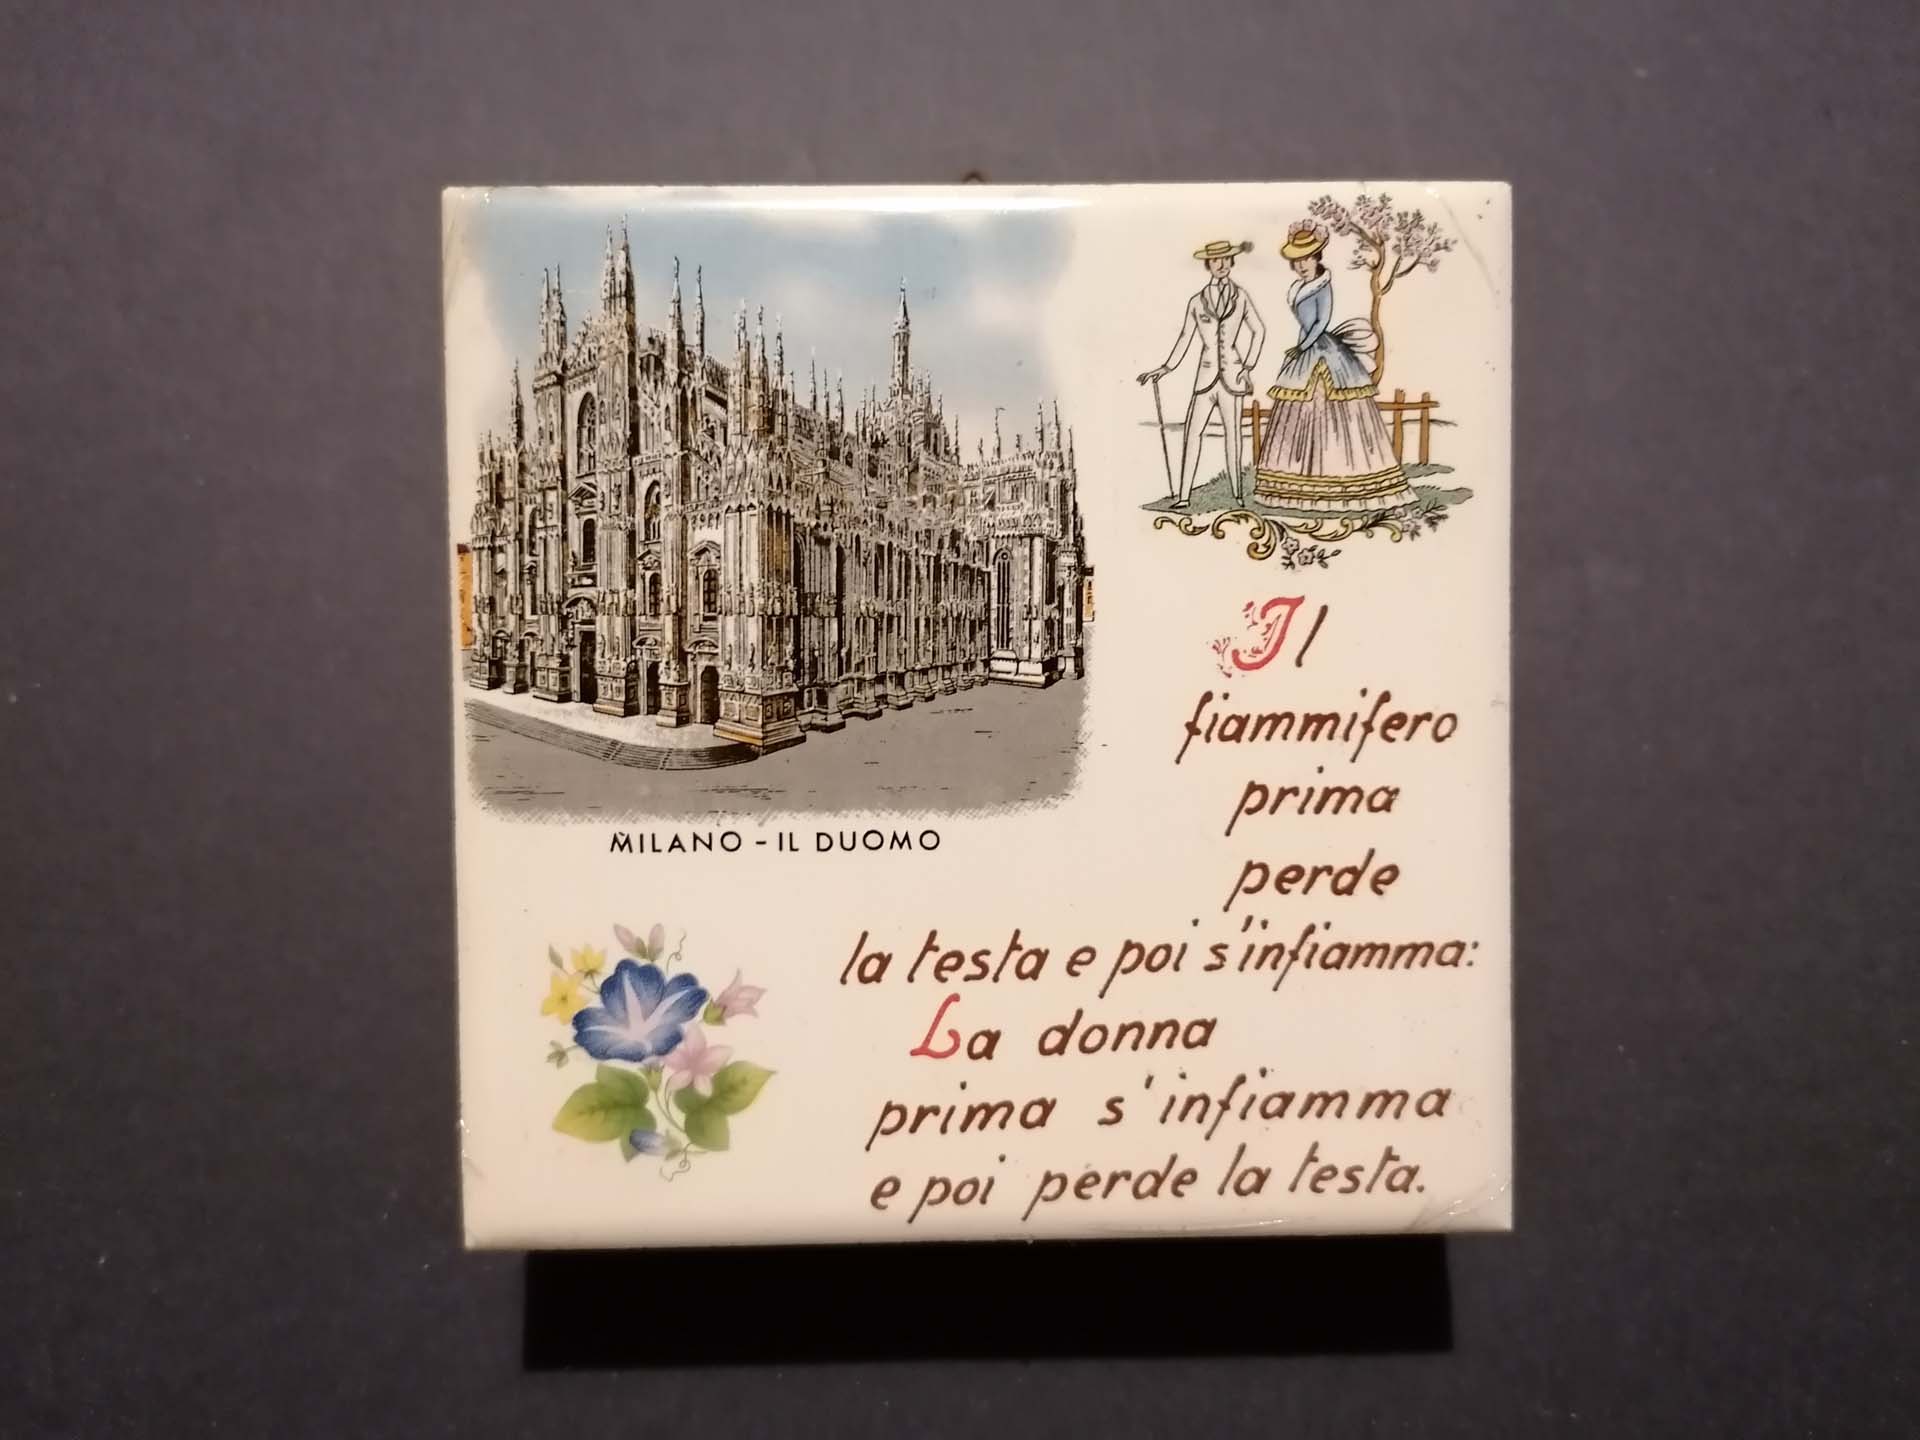 MILANO - IL DUOMO
Il
fiammifero
prima
perde
la testa e poi s'infiamma:
La donna
prima s'infiamma
e poi perde la testa.